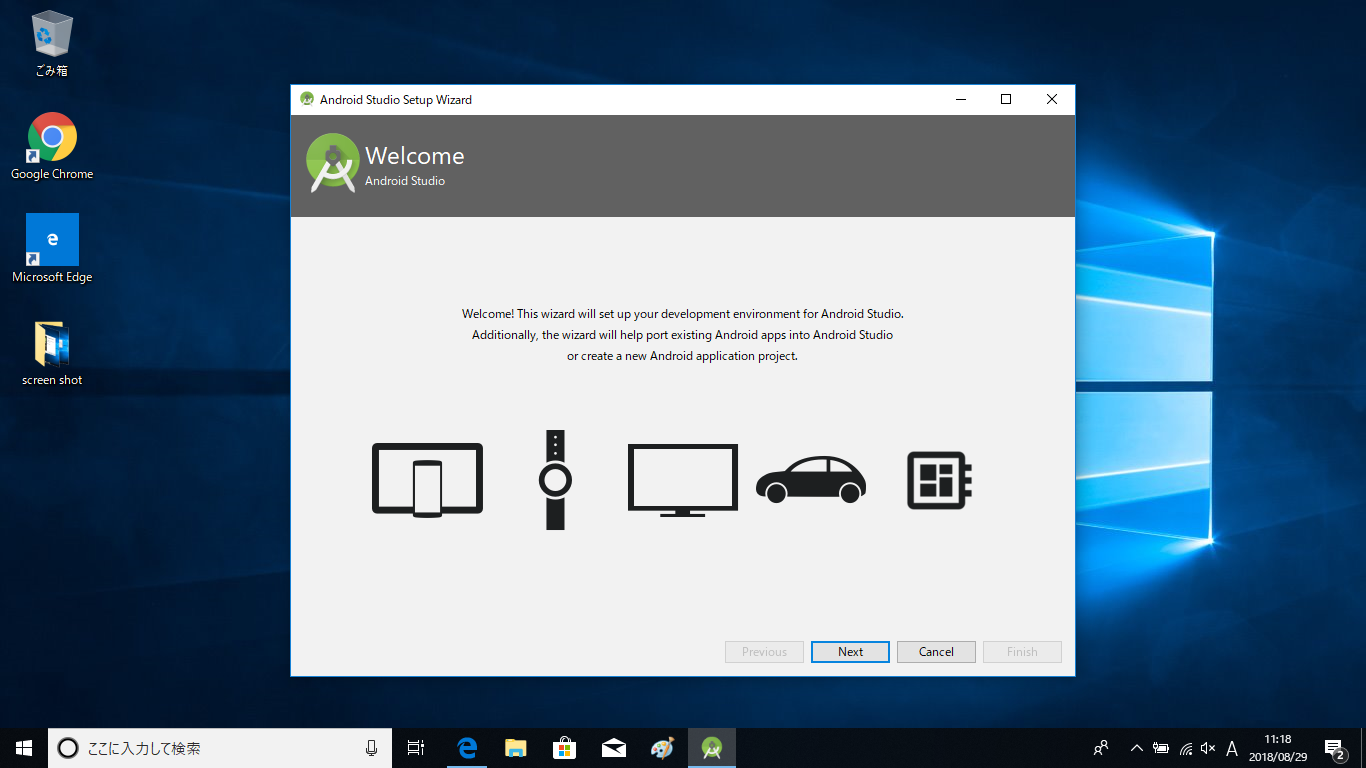 ごみ箱
Google Chrome
Microsoft Edge
screen shot
Android Studio Setup Wizard
Welcome
Android Studio
Welcome! This wizard will set up your development environment for Android Studio.
Additionally, the wizard will help port existing Android apps into Android Studio
or create a new Android application project.
Previous
Next
Cancel
Finish
ここに入力して検索
A
11:18
2018/08/29
2